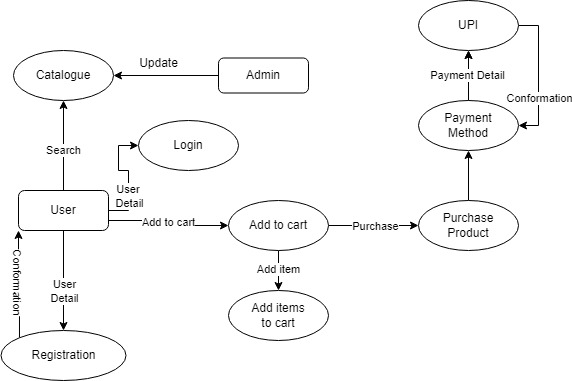 UPI
Update
Catalogue
Admin
Payment Detail
Conformation
Payment
Method
Login
Search
User
Detail
User
Add to cart
Add to cart
Purchase
Purchase
Product
Conformation
Add item
User
Detail
Add items
to cart
Registration